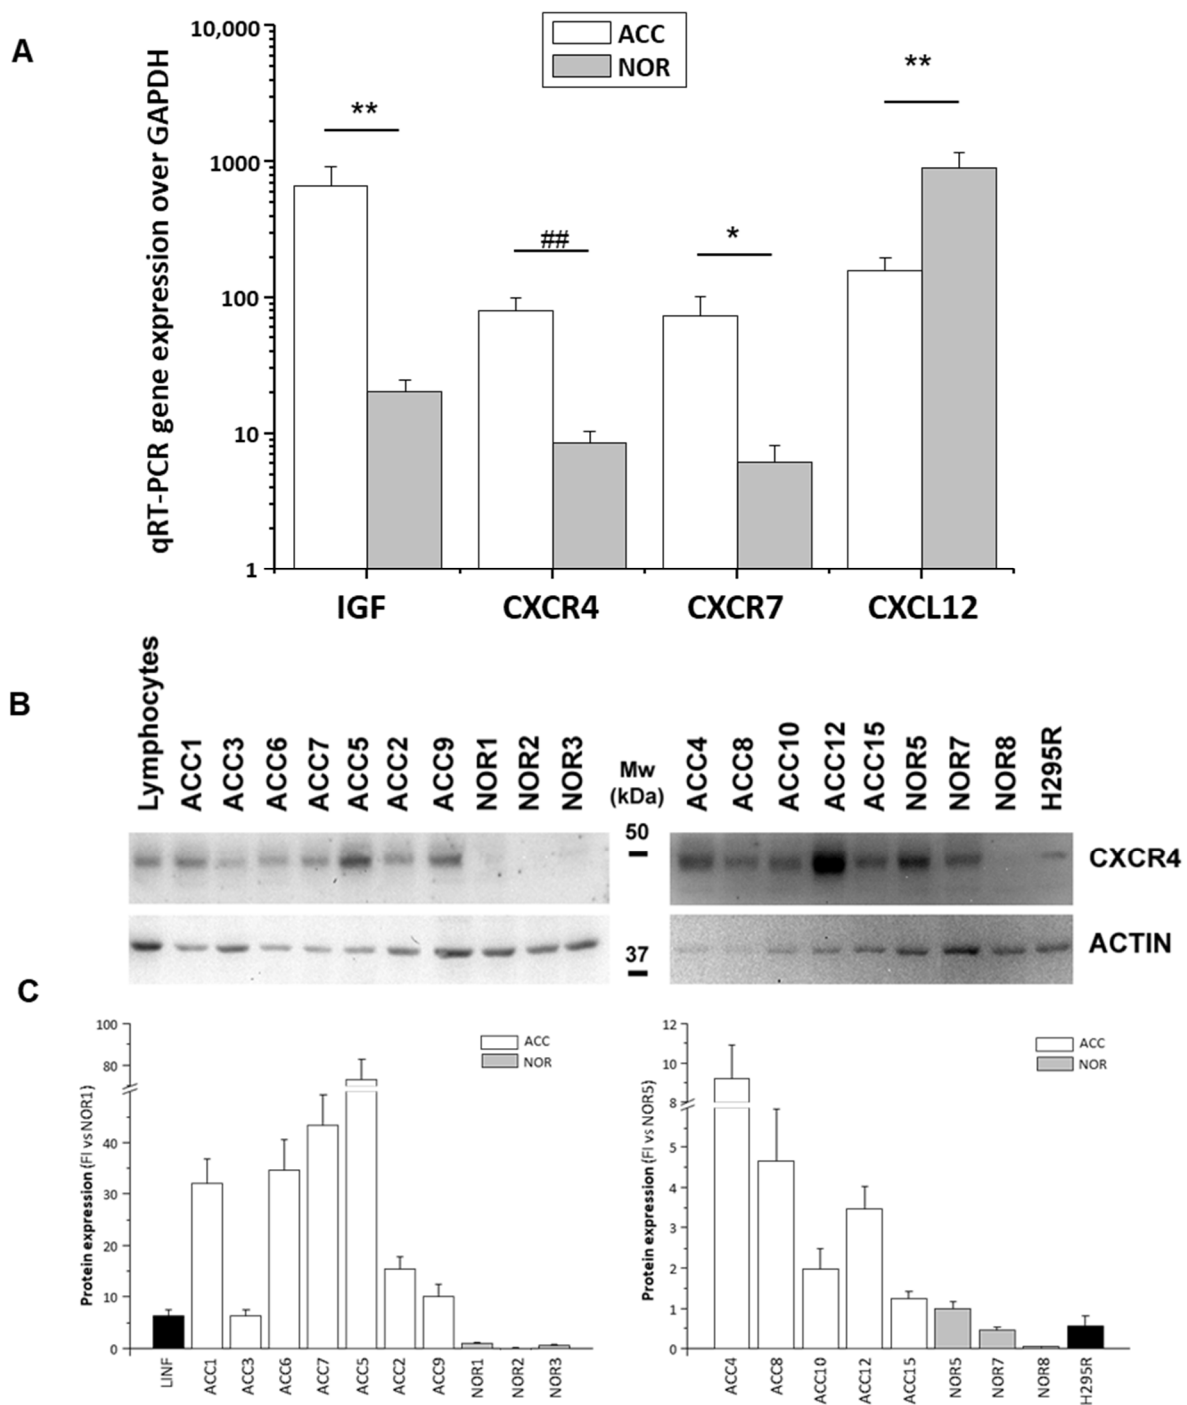 A
qRT-PCR gene expression over GAPDH
10,000
1000
100
10
1
ACC
NOR
**
##
*
**
IGF CXCR4 CXCR7 CXCL12
B
Lymphocytes ACC1 ACC3 ACC6 ACC7 ACC5 ACC2 ACC9 NOR1 NOR2 NOR3
Mw
(kDa)
ACC4 ACC8 ACC10 ACC12 ACC15 NOR5 NOR7 NOR8 H295R
50
CXCR4
37
ACTIN
C
Protein expression (FI vs NOR1)
100
80
40
30
20
10
0
ACC
NOR
LINF ACC1 ACC3 ACC6 ACC7 ACC5 ACC2 ACC9 NOR1 NOR2 NOR3
Protein expression (FI vs NOR5)
12
10
8
5
4
3
2
1
0
ACC
NOR
ACC4 ACC8 ACC10 ACC12 ACC15 NOR5 NOR7 NOR8 H295R